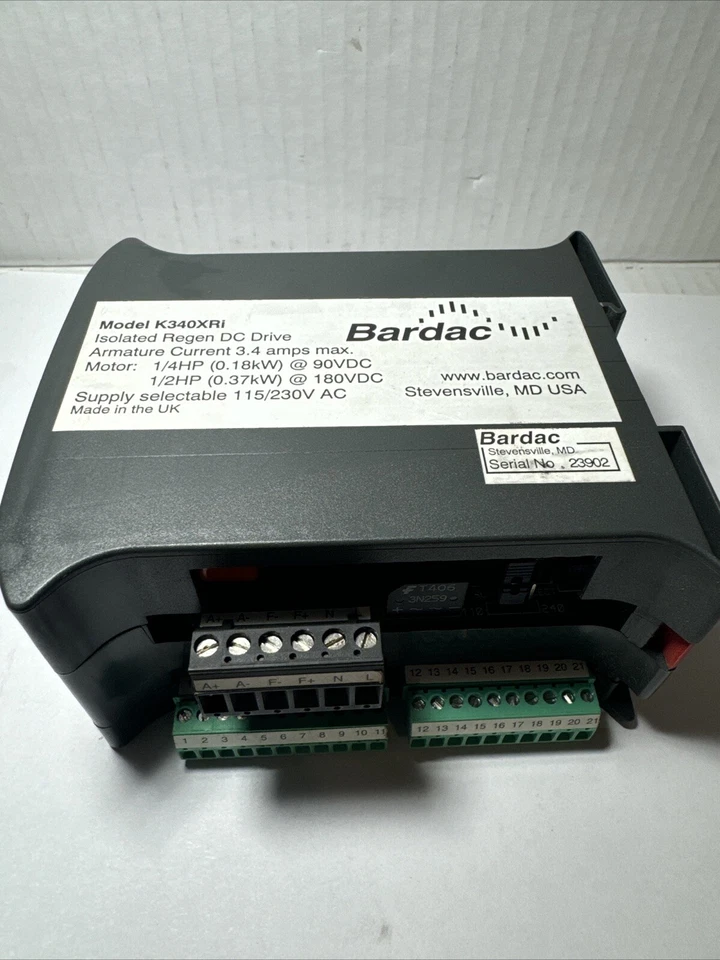 Model K340XRi
Isolated Regen DC Drive
Armature Current 3.4 amps max.
Motor: 1/4HP (0.18kW) @ 90VDC
1/2HP (0.37kW) @ 180VDC
Supply selectable 115/230V AC
Made in the UK
Bardac
www.bardac.com
Stevensville, MD USA
Bardac
Stevensville, MD.
Serial No . 23902
T406
3N259
A+ A- F- F+ N L
A+ A- F- F+ N L
12 13 14 15 16 17 18 19 20 21
1 2 3 4 5 6 7 8 9 10 11
12 13 14 15 16 17 18 19 20 21